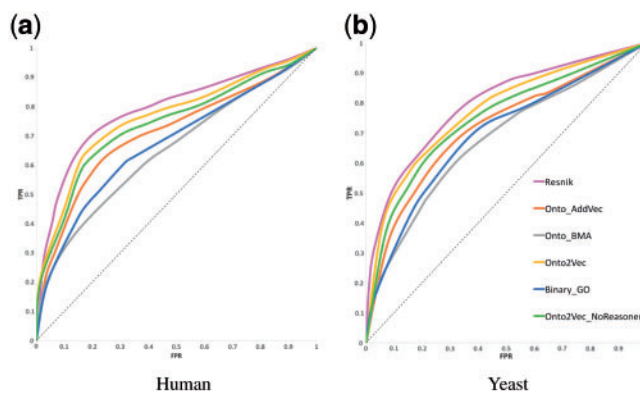 (a)
(b)
1
0.9
0.8
0.7
0.6
0.5
0.4
0.3
0.2
0.1
0
TPR
0 0.1 0.2 0.3 0.4 0.5 0.6 0.7 0.8 0.9 1
FPR
Human
1
0.9
0.8
0.7
0.6
0.5
0.4
0.3
0.2
0.1
0
TPR
0 0.1 0.2 0.3 0.4 0.5 0.6 0.7 0.8 0.9
FPR
Resnik
Onto_AddVec
Onto_BMA
Onto2Vec
Binary_GO
Onto2Vec_NoReasoner
Yeast